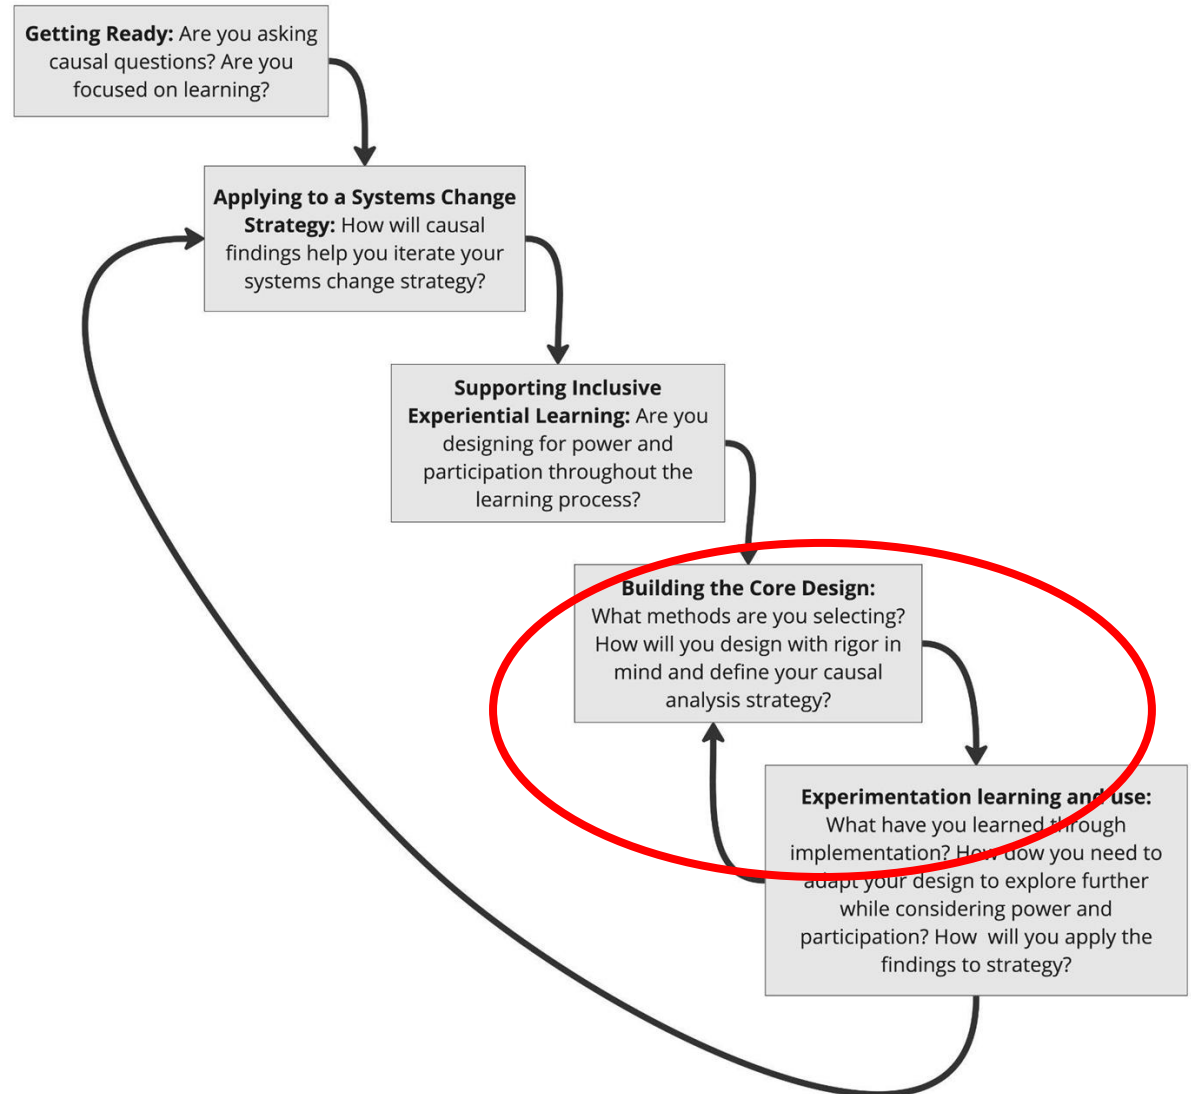 Getting Ready: Are you asking
causal questions? Are you
focused on learning?
Applying to a Systems Change
Strategy: How will causal
findings help you iterate your
systems change strategy?
Supporting Inclusive
Experiential Learning: Are you
designing for power and
participation throughout the
learning process?
Building the Core Design:
What methods are you selecting?
How will you design with rigor in
mind and define your causal
analysis strategy?
Experimentation learning and use:
What have you learned through
implementation? How dow you need to
adapt your design to explore further
while considering power and
participation? How  will you apply the
findings to strategy?